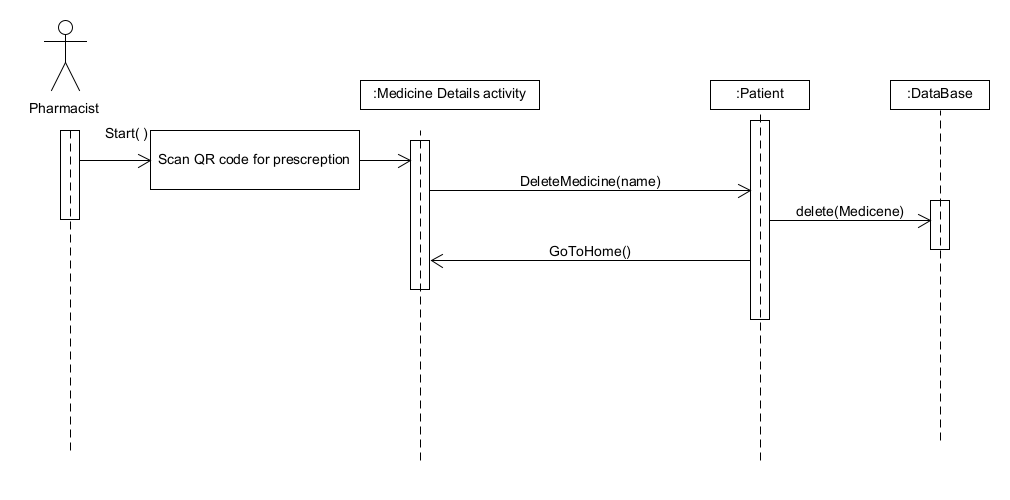 Pharmacist
:Medicine Details activity
:Patient
:DataBase
Start( )
Scan QR code for prescreption
DeleteMedicine(name)
delete(Medicene)
GoToHome()